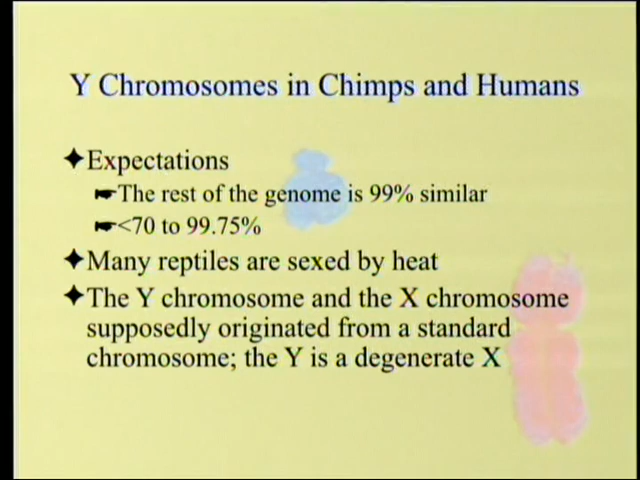 Y Chromosomes in Chimps and Humans
Expectations
The rest of the genome is 99% similar
<70 to 99.75%
Many reptiles are sexed by heat
The Y chromosome and the X chromosome
supposedly originated from a standard
chromosome; the Y is a degenerate X